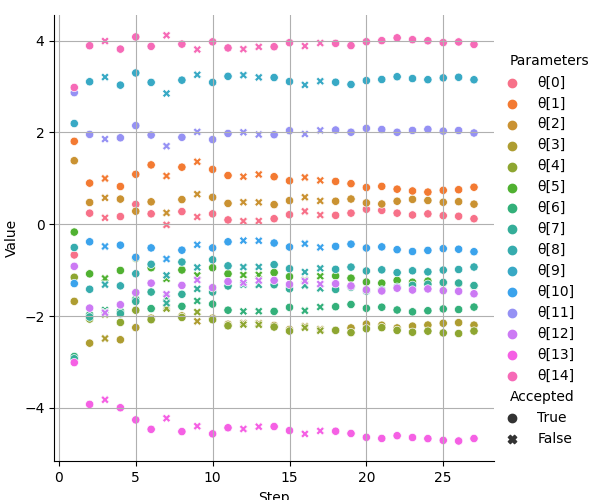 4
2
0
−2
−4
Value
0
5
10
15
20
25
Step
Parameters
θ[0]
θ[1]
θ[2]
θ[3]
θ[4]
θ[5]
θ[6]
θ[7]
θ[8]
θ[9]
θ[10]
θ[11]
θ[12]
θ[13]
θ[14]
Accepted
True
False